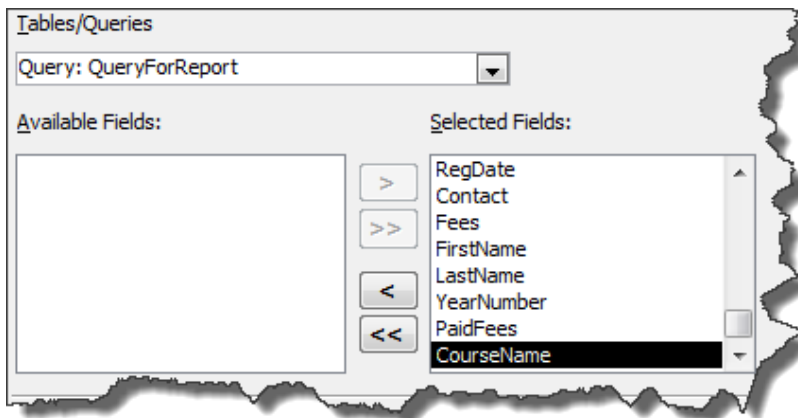 Tables/Queries
Query: QueryForReport
Available Fields:
Selected Fields:
>
>>
<
<<
RegDate
Contact
Fees
FirstName
LastName
YearNumber
PaidFees
CourseName